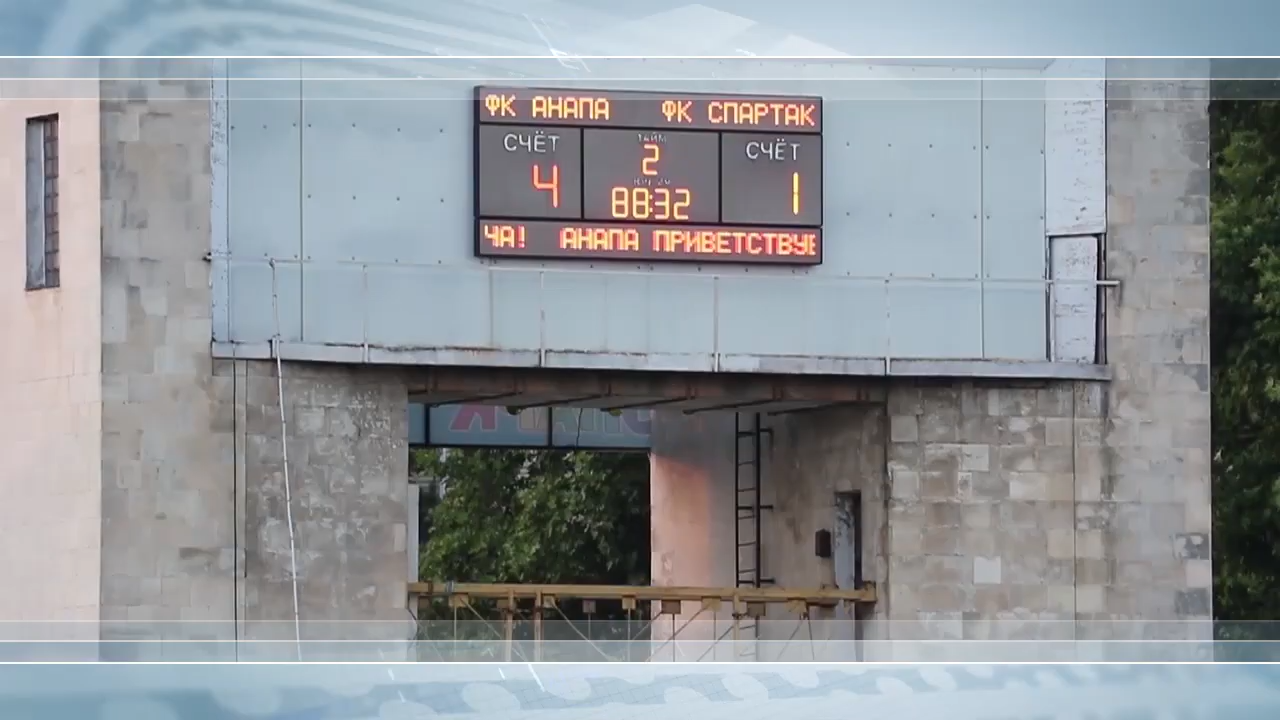 ФК АНАПА ФК СПАРТАК
СЧЁТ ТАЙМ СЧЁТ
4 2 1
88:32
ЧА! АНАПА ПРИВЕТСТВУЕ